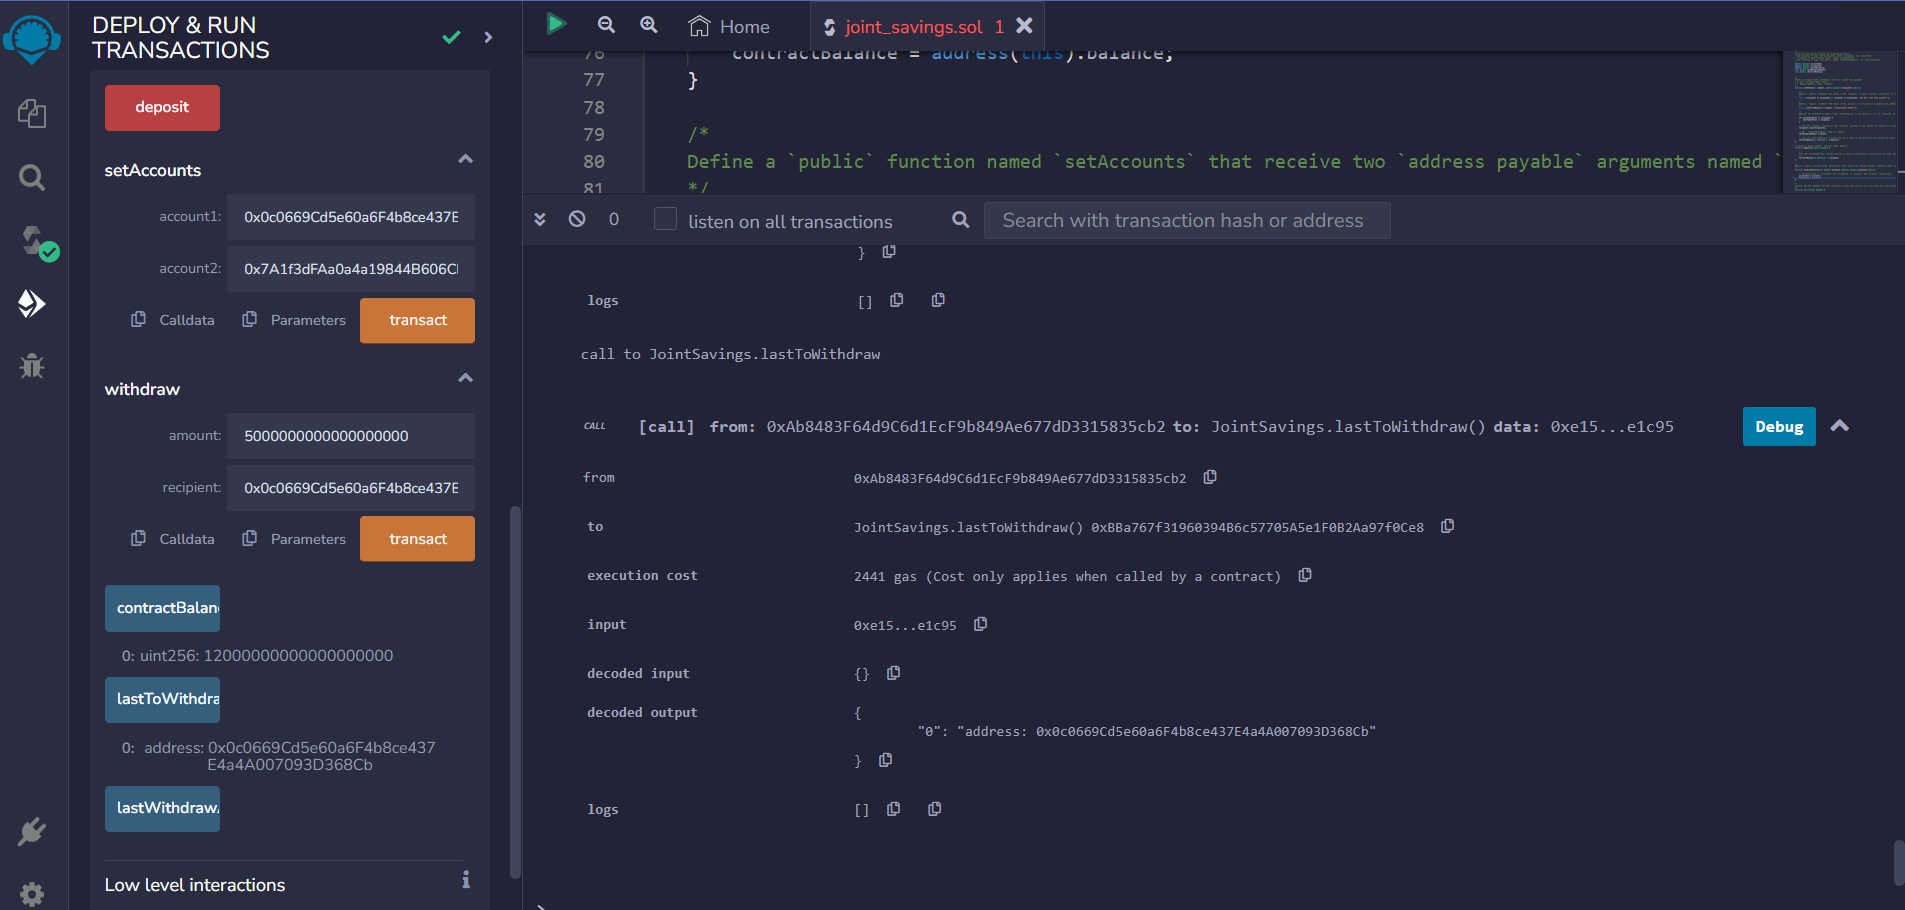 DEPLOY & RUN
TRANSACTIONS
deposit
setAccounts
account1: 0x0c0669Cd5e60a6F4b8ce437E
account2: 0x7A1f3dFAa0a4a19844B606C
Calldata Parameters transact
withdraw
amount: 5000000000000000000
recipient: 0x0c0669Cd5e60a6F4b8ce437E
Calldata Parameters transact
contractBalan
0: uint256: 12000000000000000000
lastToWithdra
0: address: 0x0c0669Cd5e60a6F4b8ce437
E4a4A007093D368Cb
lastWithdraw
Low level interactions
Home joint_savings.sol 1
76 contractBalance = address(this).balance;
77 }
78
79 /*
80 Define a `public` function named `setAccounts` that receive two `address payable` arguments named `
81 */
0 listen on all transactions Search with transaction hash or address
}
logs []
call to JointSavings.lastToWithdraw
CALL [call] from: 0xAb8483F64d9C6d1EcF9b849Ae677dD3315835cb2 to: JointSavings.lastToWithdraw() data: 0xe15...e1c95 Debug
from 0xAb8483F64d9C6d1EcF9b849Ae677dD3315835cb2
to JointSavings.lastToWithdraw() 0xBBa767f31960394B6c57705A5e1F0B2Aa97f0Ce8
execution cost 2441 gas (Cost only applies when called by a contract)
input 0xe15...e1c95
decoded input {}
decoded output {
"0": "address: 0x0c0669Cd5e60a6F4b8ce437E4a4A007093D368Cb"
}
logs []